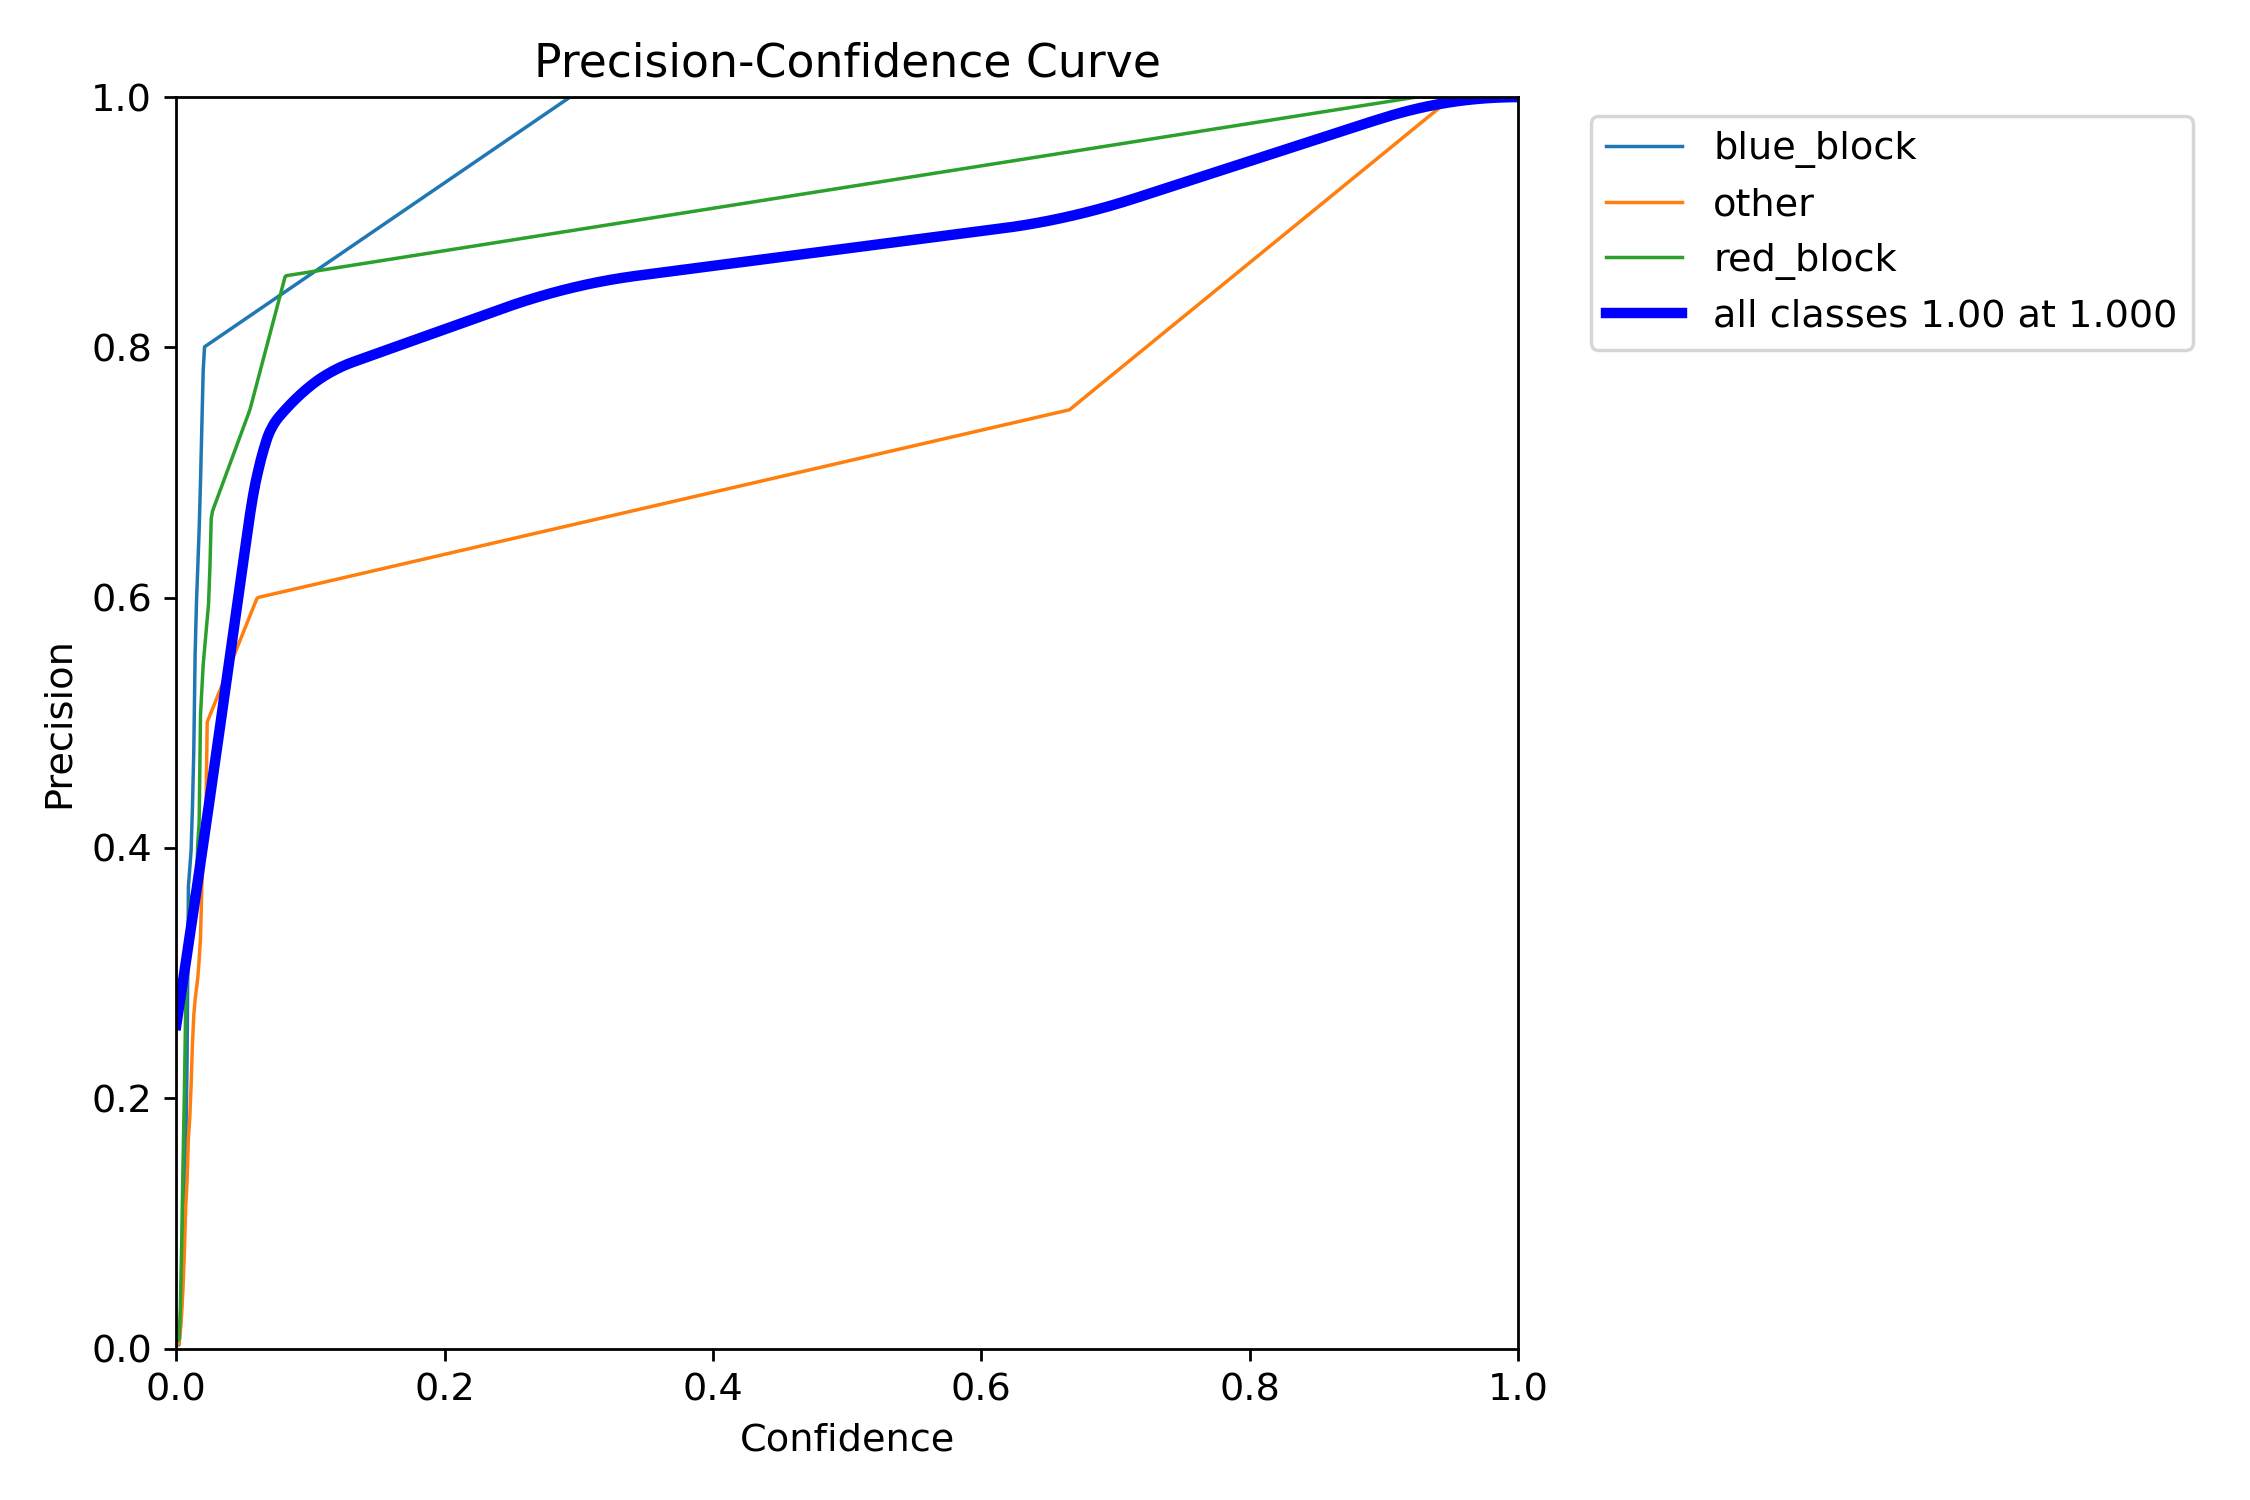 Precision-Confidence Curve
1.0
0.8
0.6
0.4
0.2
0.0
Precision
0.0 0.2 0.4 0.6 0.8 1.0
Confidence
blue_block
other
red_block
all classes 1.00 at 1.000